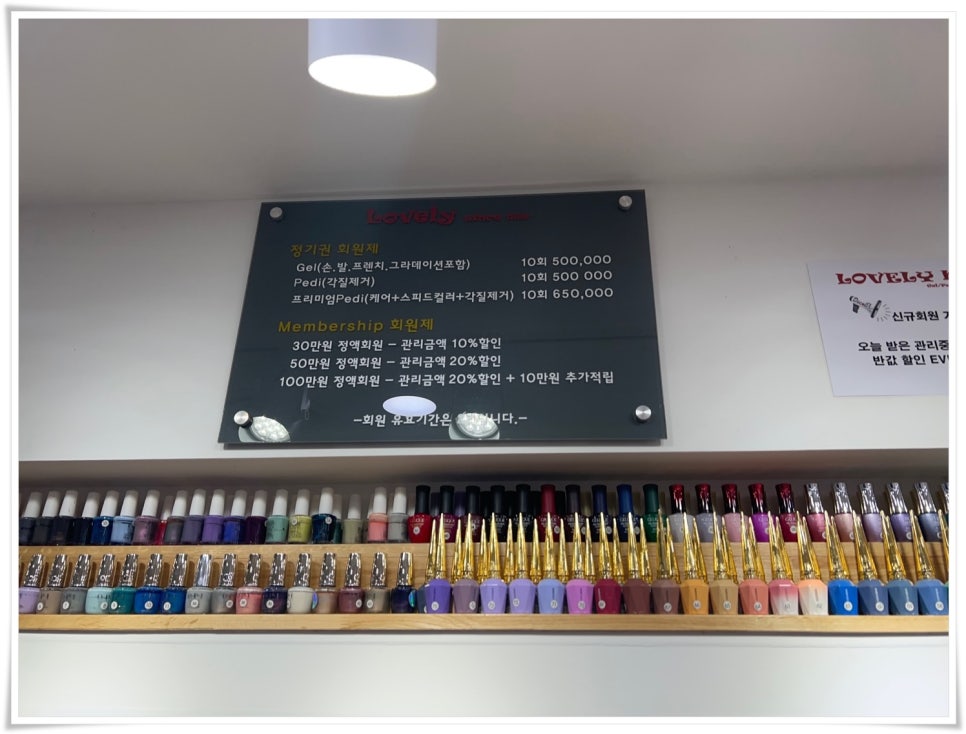 Lovely
정기권 회원제
Gel(손.발.프렌치.그라데이션포함) 10회 500,000
Pedi(각질제거) 10회 500 000
프리미엄Pedi(케어+스피드컬러+각질제거) 10회 650,000
Membership 회원제
30만원 정액회원 - 관리금액 10%할인
50만원 정액회원 - 관리금액 20%할인
100만원 정액회원 - 관리금액 20%할인 + 10만원 추가적립
-회원 유효기간은
LOVELY
신규회원
오늘 받은 관리중
반값 할인